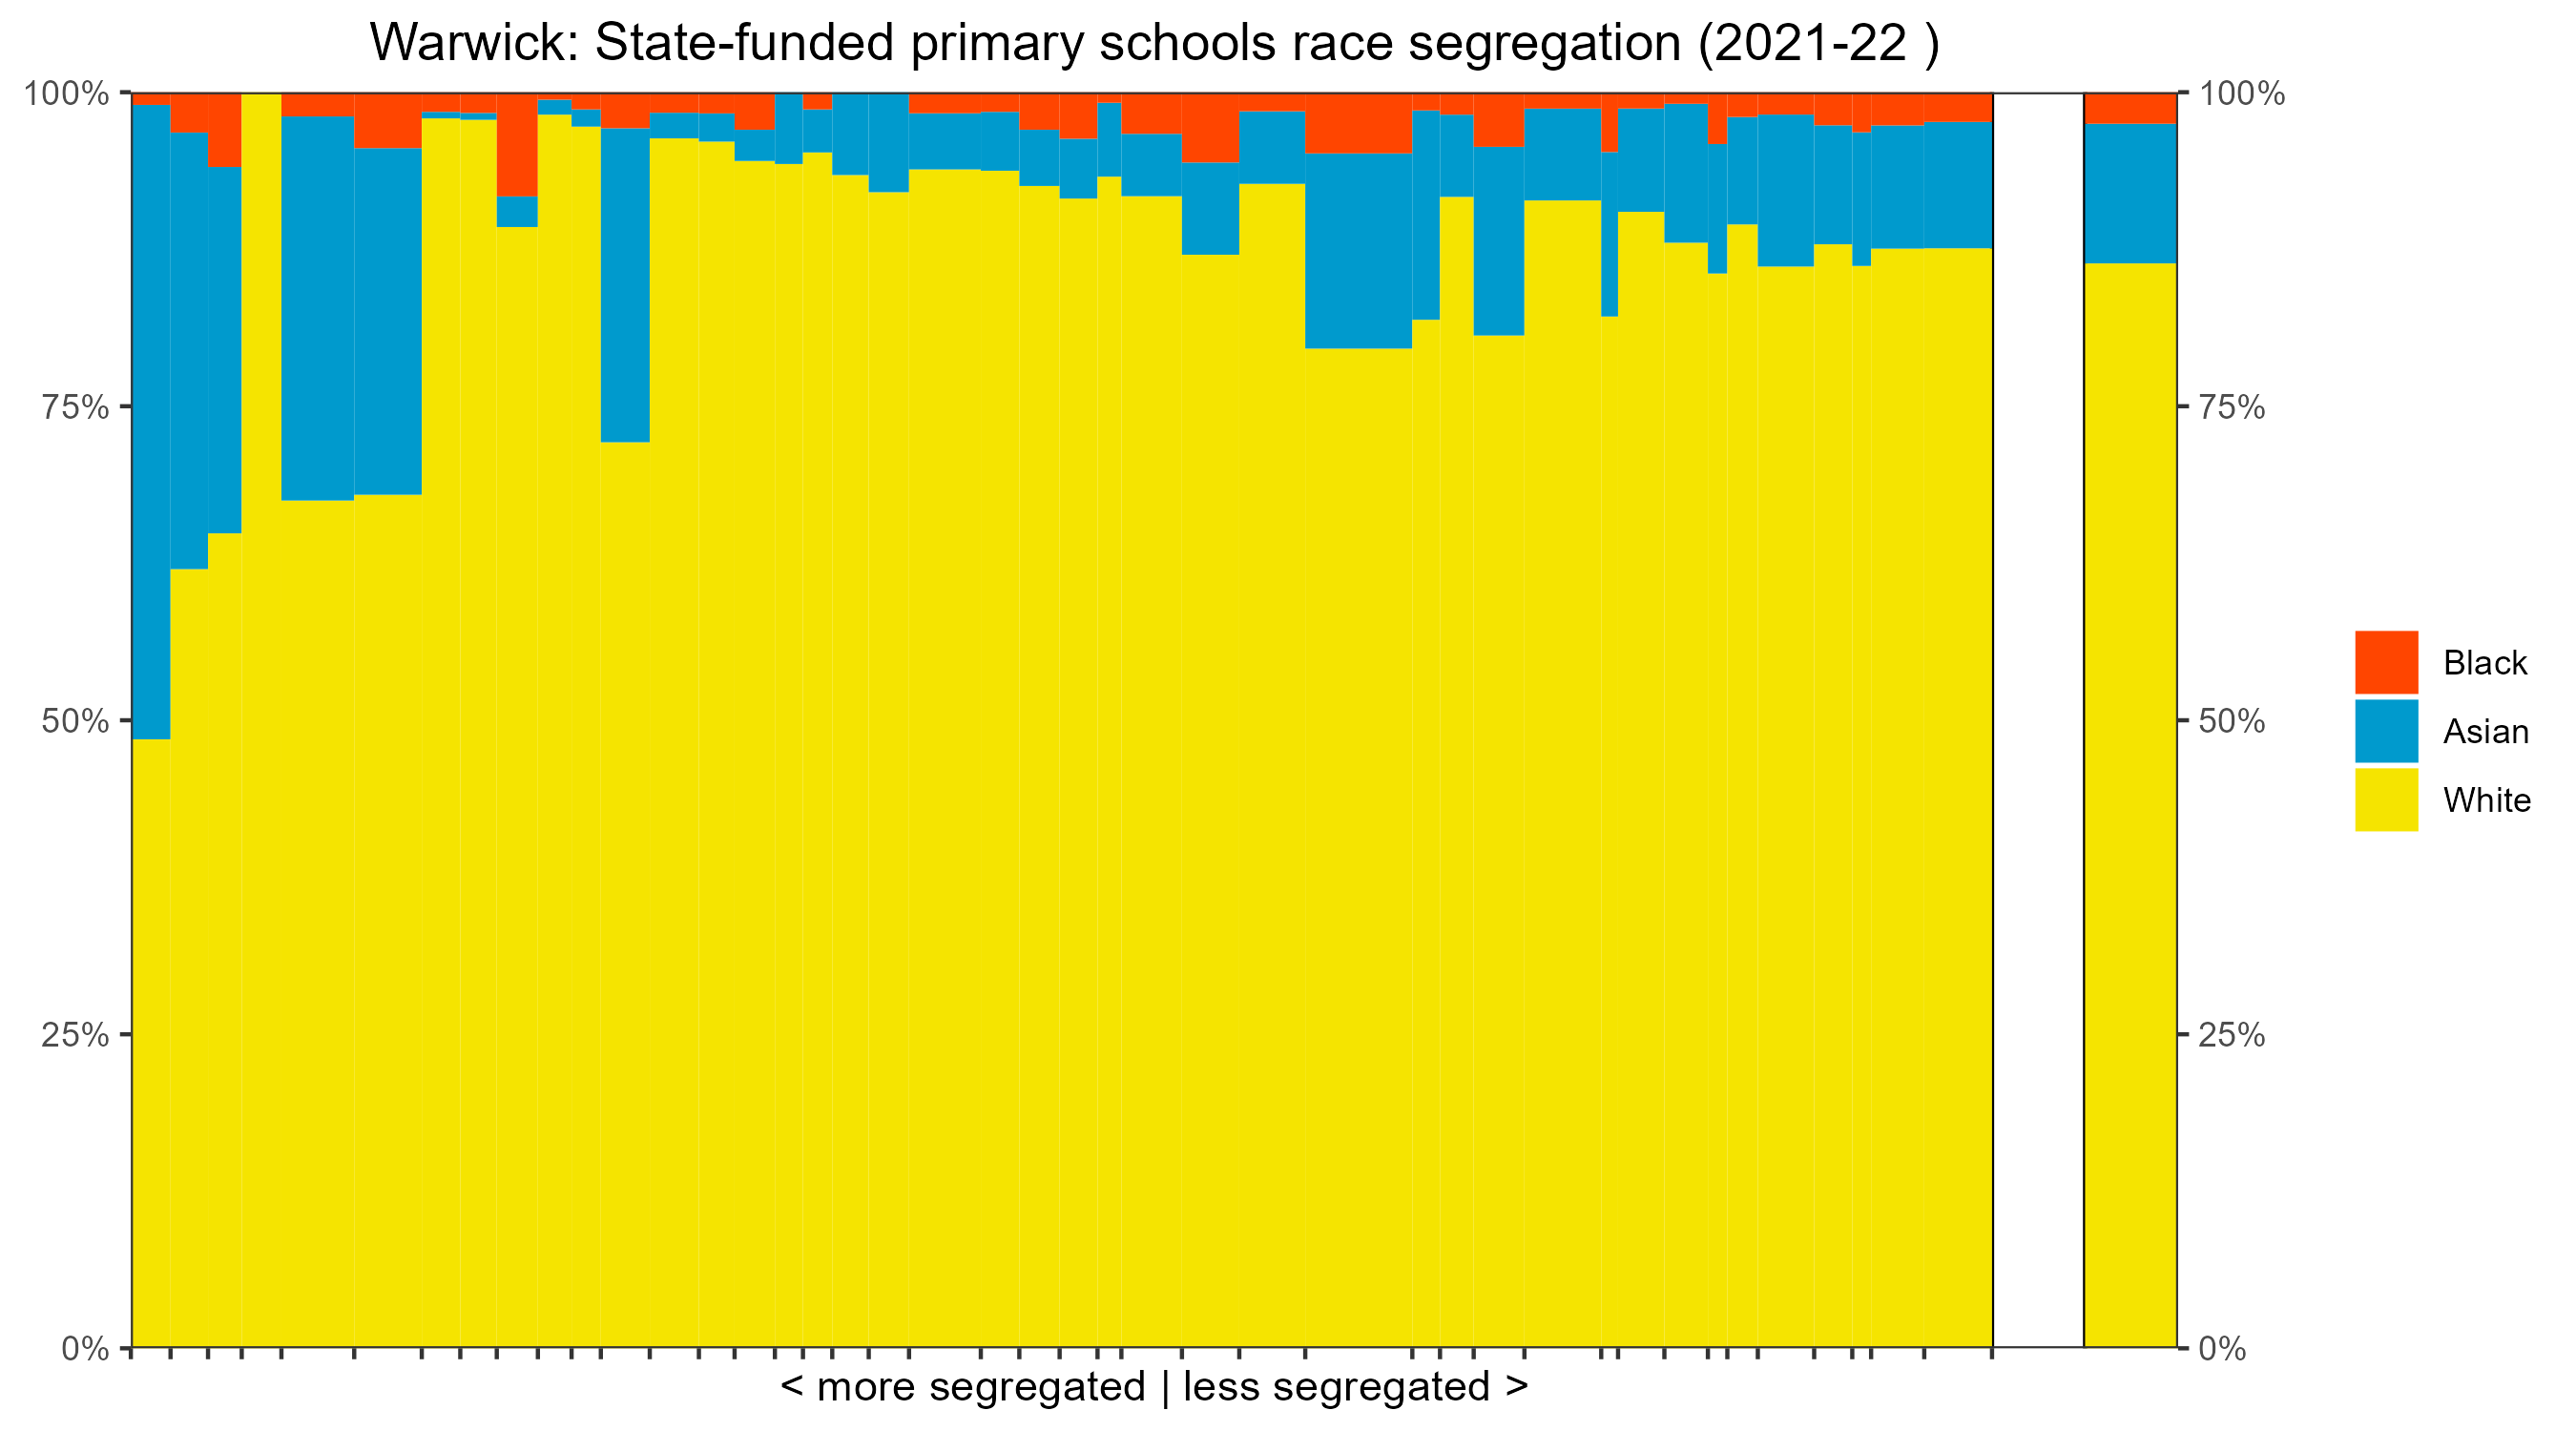 Warwick: State-funded primary schools race segregation (2021-22 )
100%
75%
50%
25%
0%
100%
75%
50%
25%
0%
Black
Asian
White
< more segregated | less segregated >